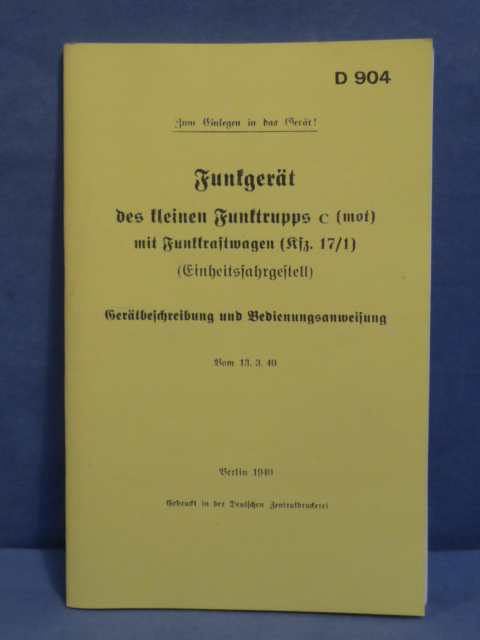 D 904
Zum Einlegen in das Gerät!
Funkgerät
des kleinen Funktrupps c (mot)
mit Funkkraftwagen (Kfz. 17/1)
(Einheitsfahrgestell)
Gerätbeschreibung und Bedienungsanweisung
Vom 13. 3. 40
Berlin 1940
Gedruckt in der Deutschen Zentraldruckerei